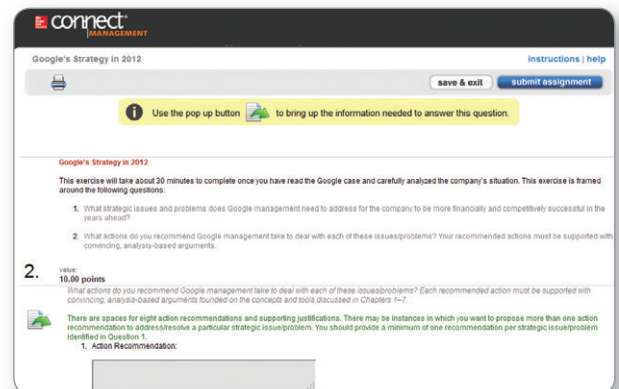 connect
MANAGEMENT
Google's Strategy in 2012
instructions | help
save & exit
submit assignment
Use the pop up button to bring up the information needed to answer this question.
Google's Strategy in 2012
This exercise will take about 30 minutes to complete once you have read the Google case and carefully analyzed the company's situation. This exercise is framed
around the following questions:
1. What strategic issues and problems does Google management need to address for the company to be more financially and competitively successful in the
years ahead?
2. What actions do you recommend Google management take to deal with each of these issues/problems? Your recommended actions must be supported with
convincing, analysis-based arguments.
2.
value:
10.00 points
What actions do you recommend Google management take to deal with each of these issues/problems? Each recommended action must be supported with
convincing, analysis-based arguments founded on the concepts and tools discussed in Chapters 1–7.
There are spaces for eight action recommendations and supporting justifications. There may be instances in which you want to propose more than one action
recommendation to address/resolve a particular strategic issue/problem. You should provide a minimum of one recommendation per strategic issue/problem
identified in Question 1.
1. Action Recommendation: